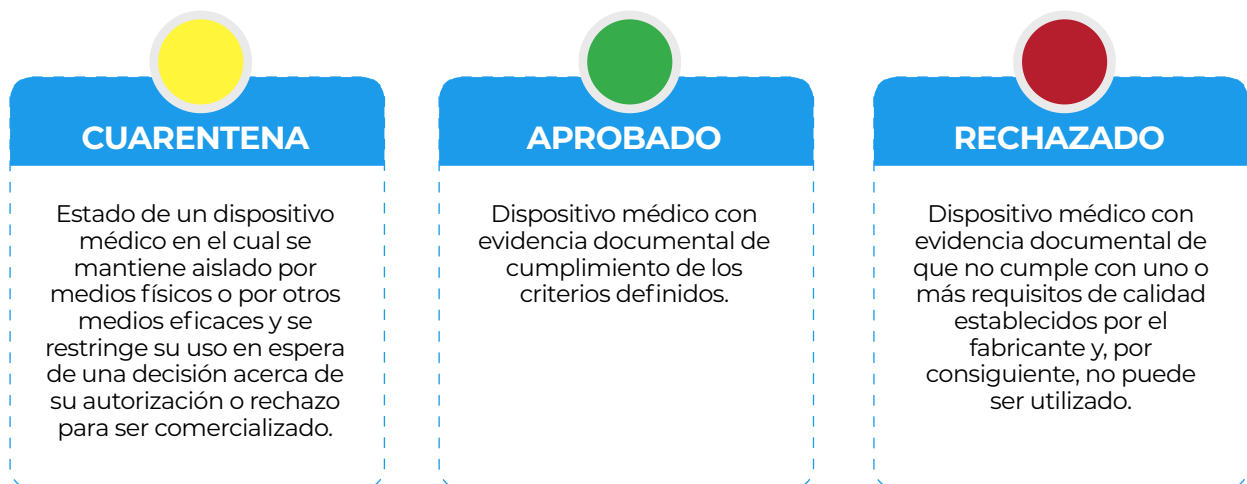 CUARENTENA
Estado de un dispositivo
médico en el cual se
mantiene aislado por
medios físicos o por otros
medios eficaces y se
restringe su uso en espera
de una decisión acerca de
su autorización o rechazo
para ser comercializado.
APROBADO
Dispositivo médico con
evidencia documental de
cumplimiento de los
criterios definidos.
RECHAZADO
Dispositivo médico con
evidencia documental de
que no cumple con uno o
más requisitos de calidad
establecidos por el
fabricante y, por
consiguiente, no puede
ser utilizado.